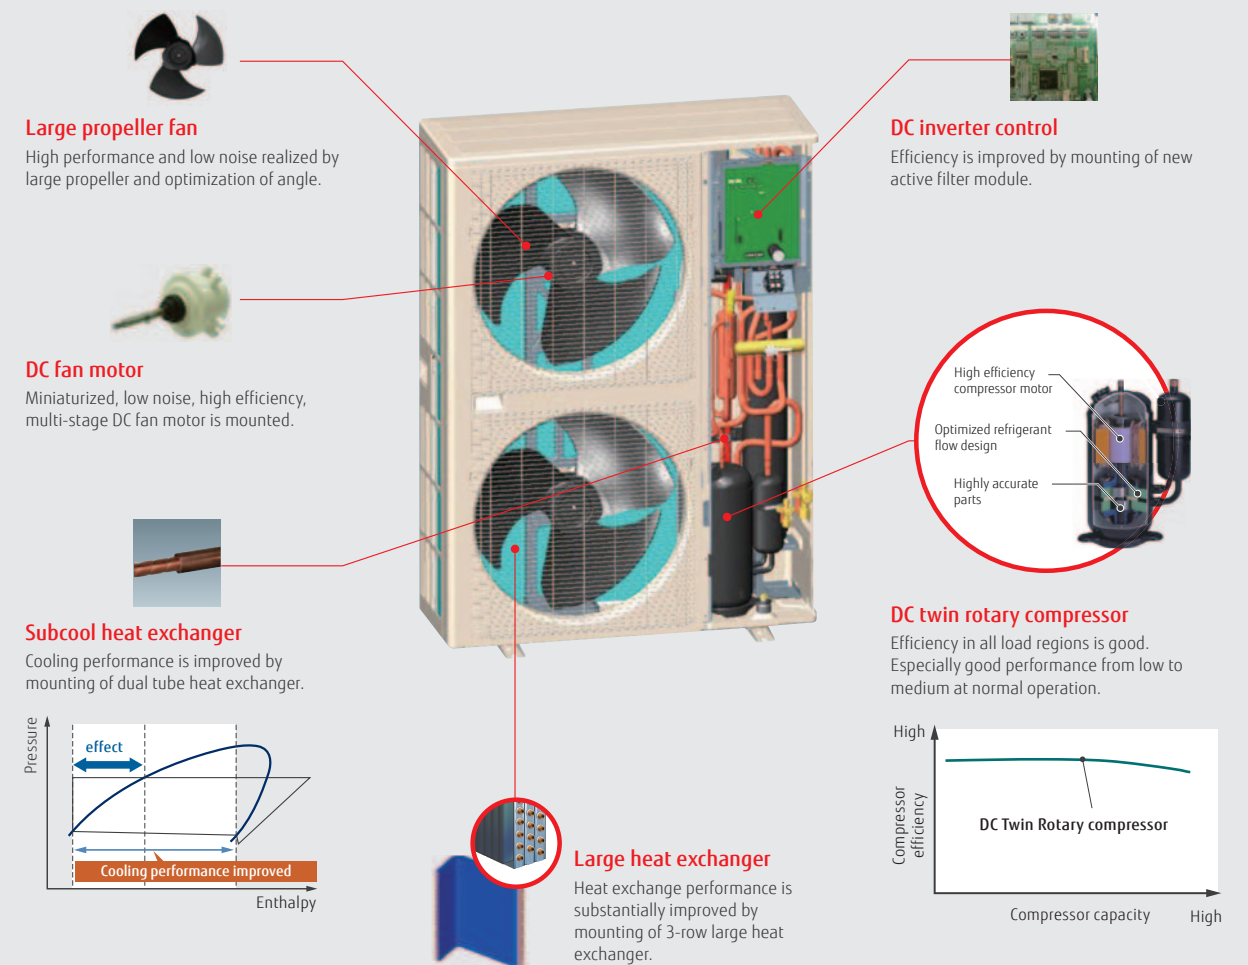 Large propeller fan
High performance and low noise realized by
large propeller and optimization of angle.
DC fan motor
Miniaturized, low noise, high efficiency,
multi-stage DC fan motor is mounted.
Subcool heat exchanger
Cooling performance is improved by
mounting of dual tube heat exchanger.
Pressure
effect
Cooling performance improved
Enthalpy
Large heat exchanger
Heat exchange performance is
substantially improved by
mounting of 3-row large heat
exchanger.
DC inverter control
Efficiency is improved by mounting of new
active filter module.
High efficiency
compressor motor
Optimized refrigerant
flow design
Highly accurate
parts
DC twin rotary compressor
Efficiency in all load regions is good.
Especially good performance from low to
medium at normal operation.
High
Compressor
efficiency
DC Twin Rotary compressor
Compressor capacity
High